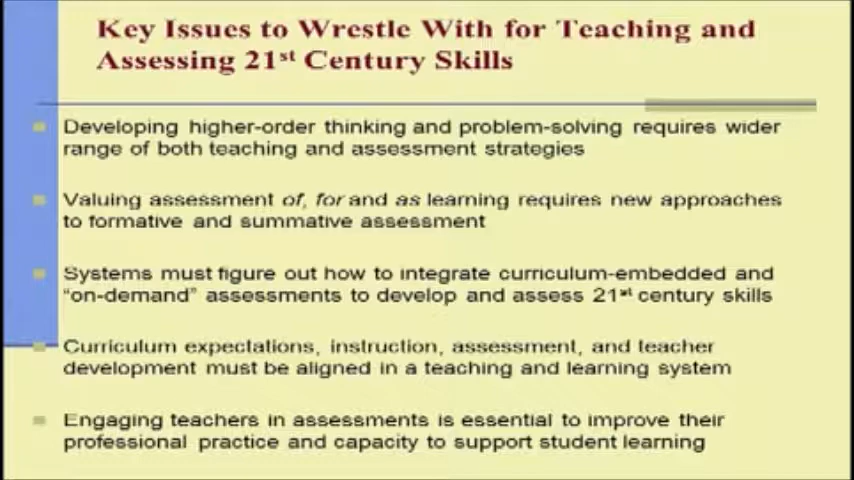 Key Issues to Wrestle With for Teaching and
Assessing 21st Century Skills
Developing higher-order thinking and problem-solving requires wider
range of both teaching and assessment strategies
Valuing assessment of, for and as learning requires new approaches
to formative and summative assessment
Systems must figure out how to integrate curriculum-embedded and
“on-demand” assessments to develop and assess 21st century skills
Curriculum expectations, instruction, assessment, and teacher
development must be aligned in a teaching and learning system
Engaging teachers in assessments is essential to improve their
professional practice and capacity to support student learning